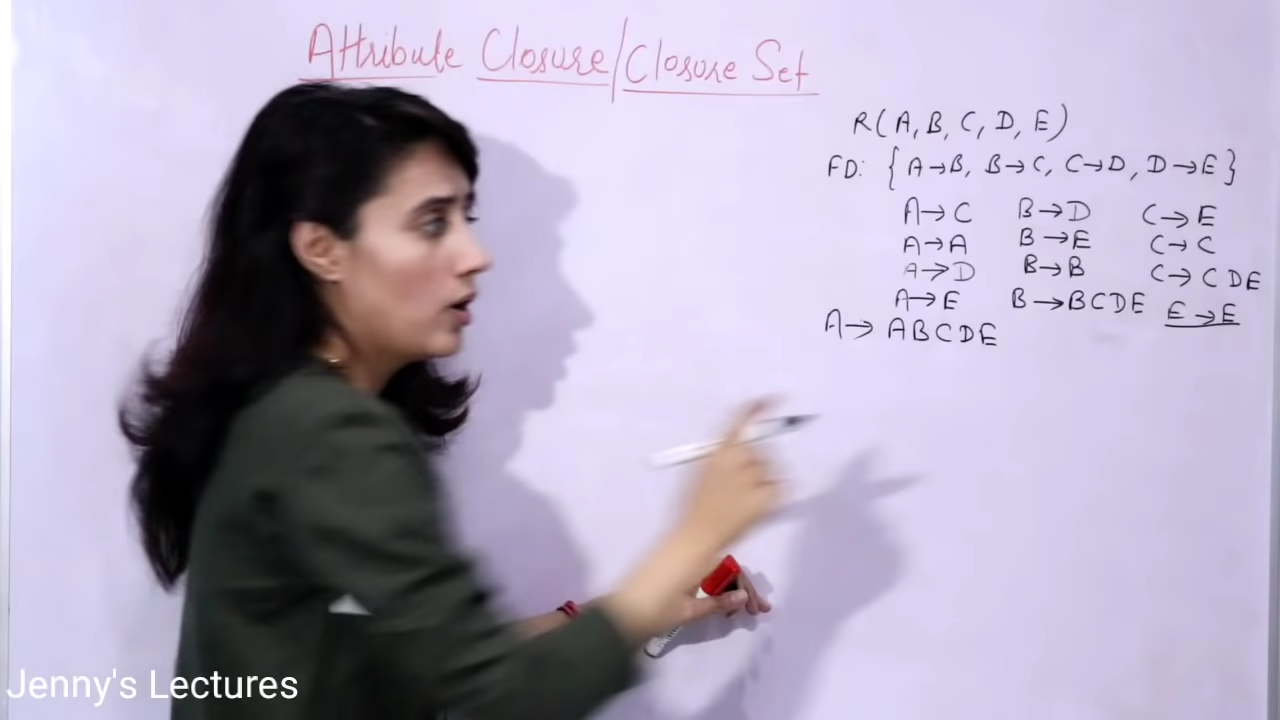 Attribute Closure/Closure Set
R(A, B, C, D, E)
FD: {A→B, B→C, C→D, D→E}
A→C B→D C→E
A→A B→E C→C
A→D B→B C→CDE
A→E B→BCDE E→E
A→ABCDE
Jenny's Lectures